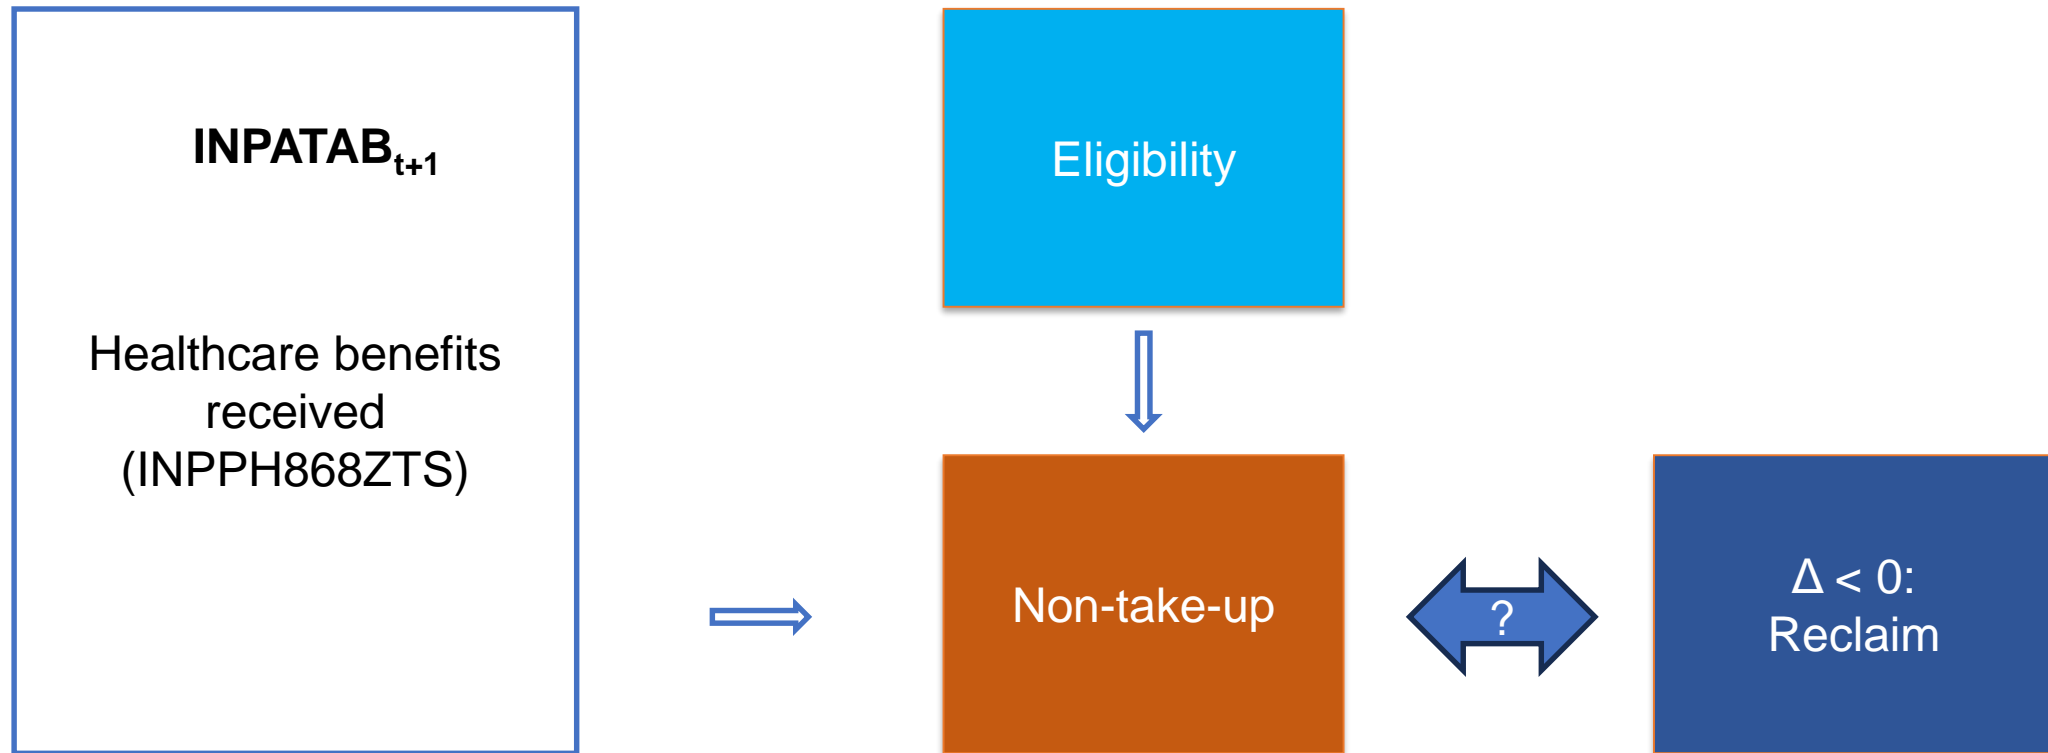 INPATABt+1
Healthcare benefits
received
(INPPH868ZTS)
Eligibility
Non-take-up
?
Δ < 0:
Reclaim